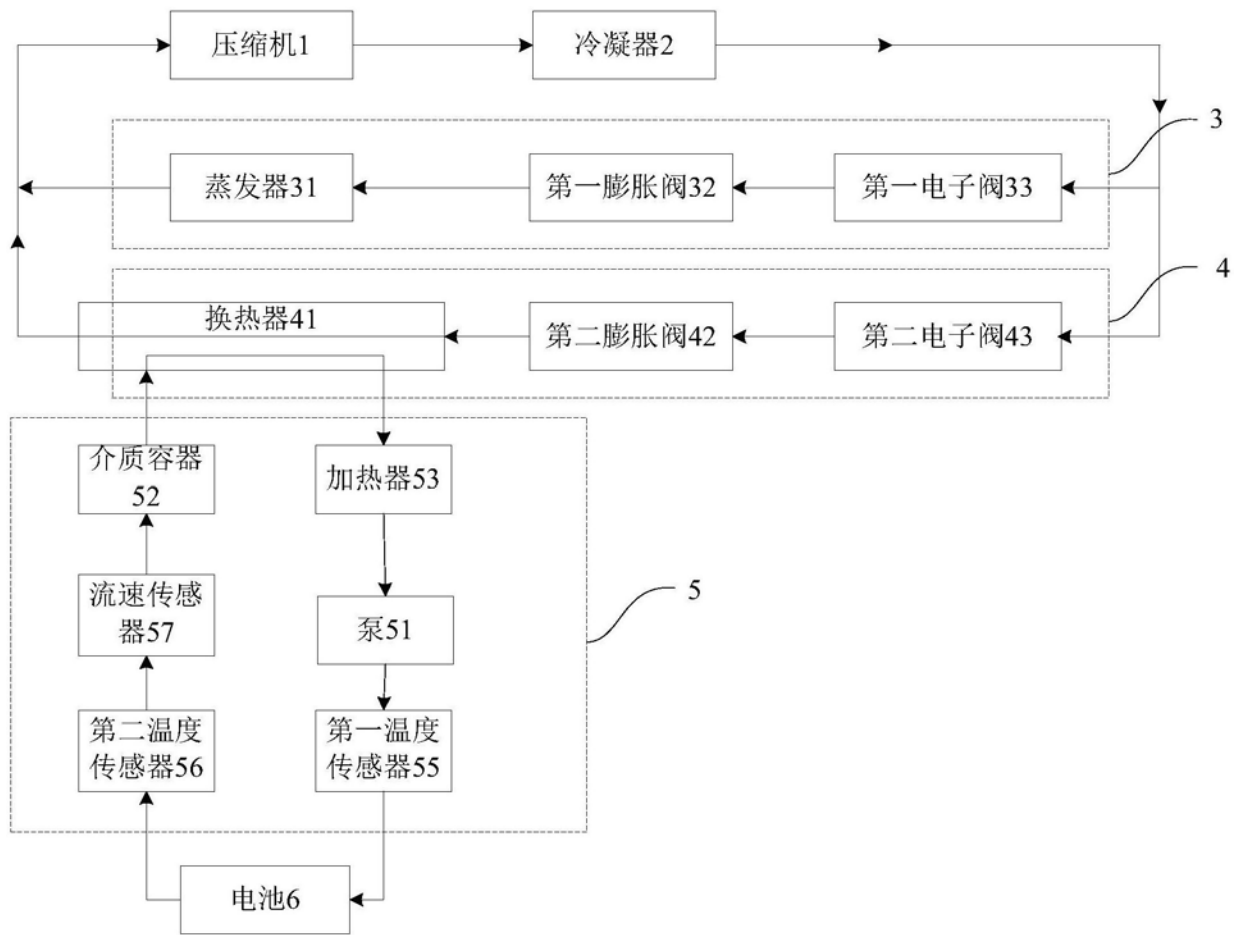 压缩机1
冷凝器2
3
蒸发器31
第一膨胀阀32
第一电子阀33
4
换热器41
第二膨胀阀42
第二电子阀43
介质容器
52
加热器53
流速传感
器57
泵51
5
第二温度
传感器56
第一温度
传感器55
电池6